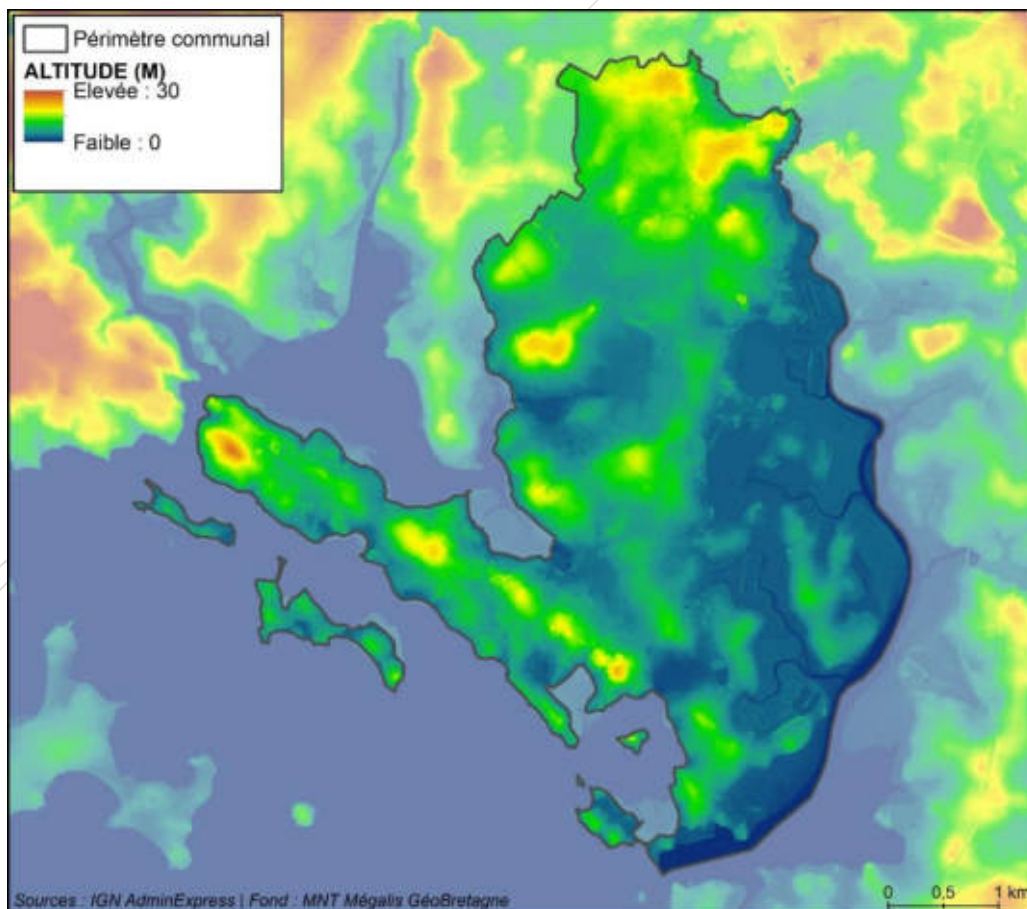 Périmètre communal
ALTITUDE (M)
Elevée : 30
Faible : 0
Sources : IGN AdminExpress | Fond : MNT Mégalis GéoBretagne
0 0,5 1 km